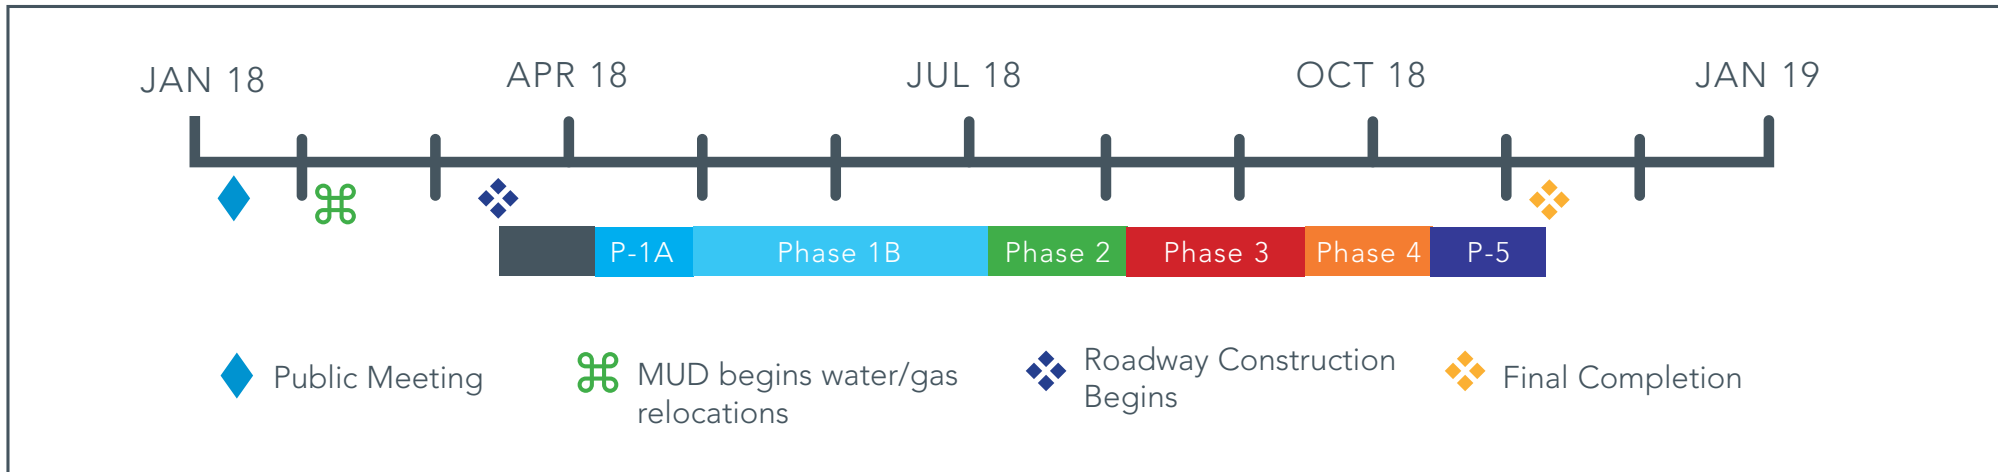 JAN 18
APR 18
JUL 18
OCT 18
JAN 19
P-1A
Phase 1B
Phase 2
Phase 3
Phase 4
P-5
Public Meeting
MUD begins water/gas
relocations
Roadway Construction
Begins
Final Completion